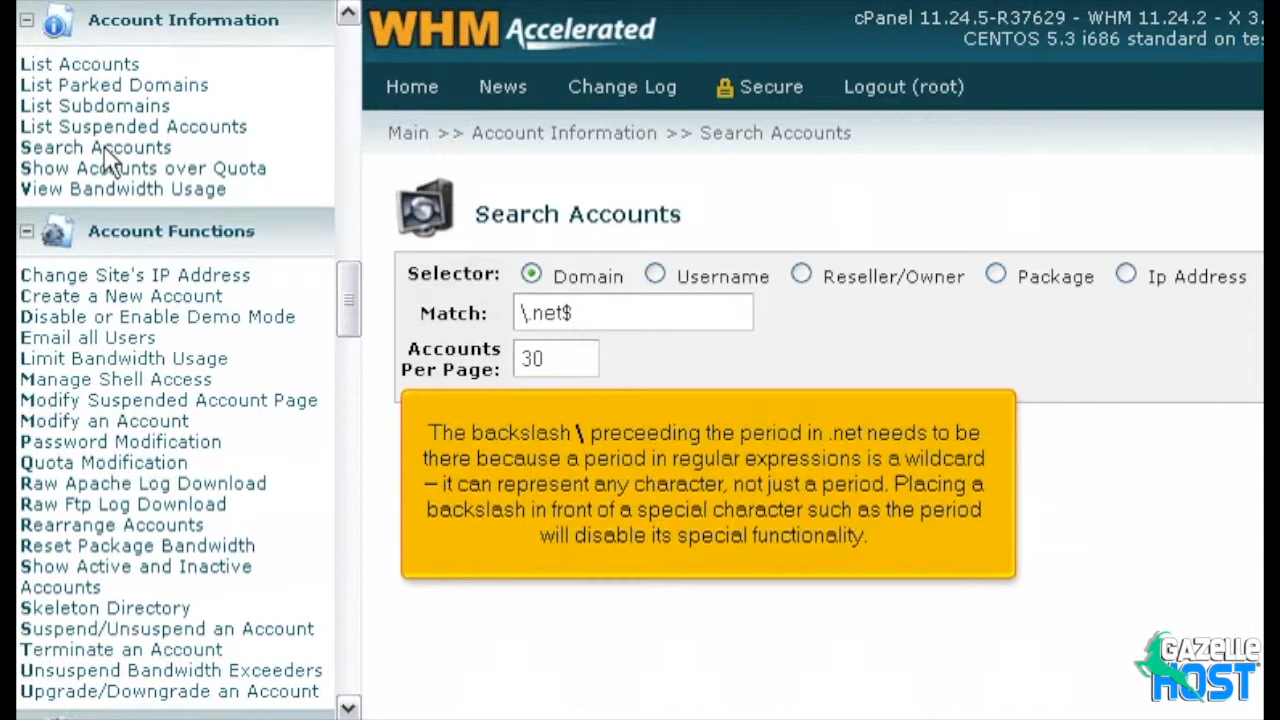 Account Information
List Accounts
List Parked Domains
List Subdomains
List Suspended Accounts
Search Accounts
Show Accounts over Quota
View Bandwidth Usage
Account Functions
Change Site's IP Address
Create a New Account
Disable or Enable Demo Mode
Email all Users
Limit Bandwidth Usage
Manage Shell Access
Modify Suspended Account Page
Modify an Account
Password Modification
Quota Modification
Raw Apache Log Download
Raw Ftp Log Download
Rearrange Accounts
Reset Package Bandwidth
Show Active and Inactive
Accounts
Skeleton Directory
Suspend/Unsuspend an Account
Terminate an Account
Unsuspend Bandwidth Exceeders
Upgrade/Downgrade an Account
WHM Accelerated
cPanel 11.24.5-R37629 - WHM 11.24.2 - X 3.
CENTOS 5.3 i686 standard on tes
Home News Change Log Secure Logout (root)
Main >> Account Information >> Search Accounts
Search Accounts
Selector: Domain Username Reseller/Owner Package Ip Address
Match: \.net$
Accounts
Per Page: 30
The backslash \ preceeding the period in .net needs to be
there because a period in regular expressions is a wildcard
– it can represent any character, not just a period. Placing a
backslash in front of a special character such as the period
will disable its special functionality.
GAZELLE
HOST